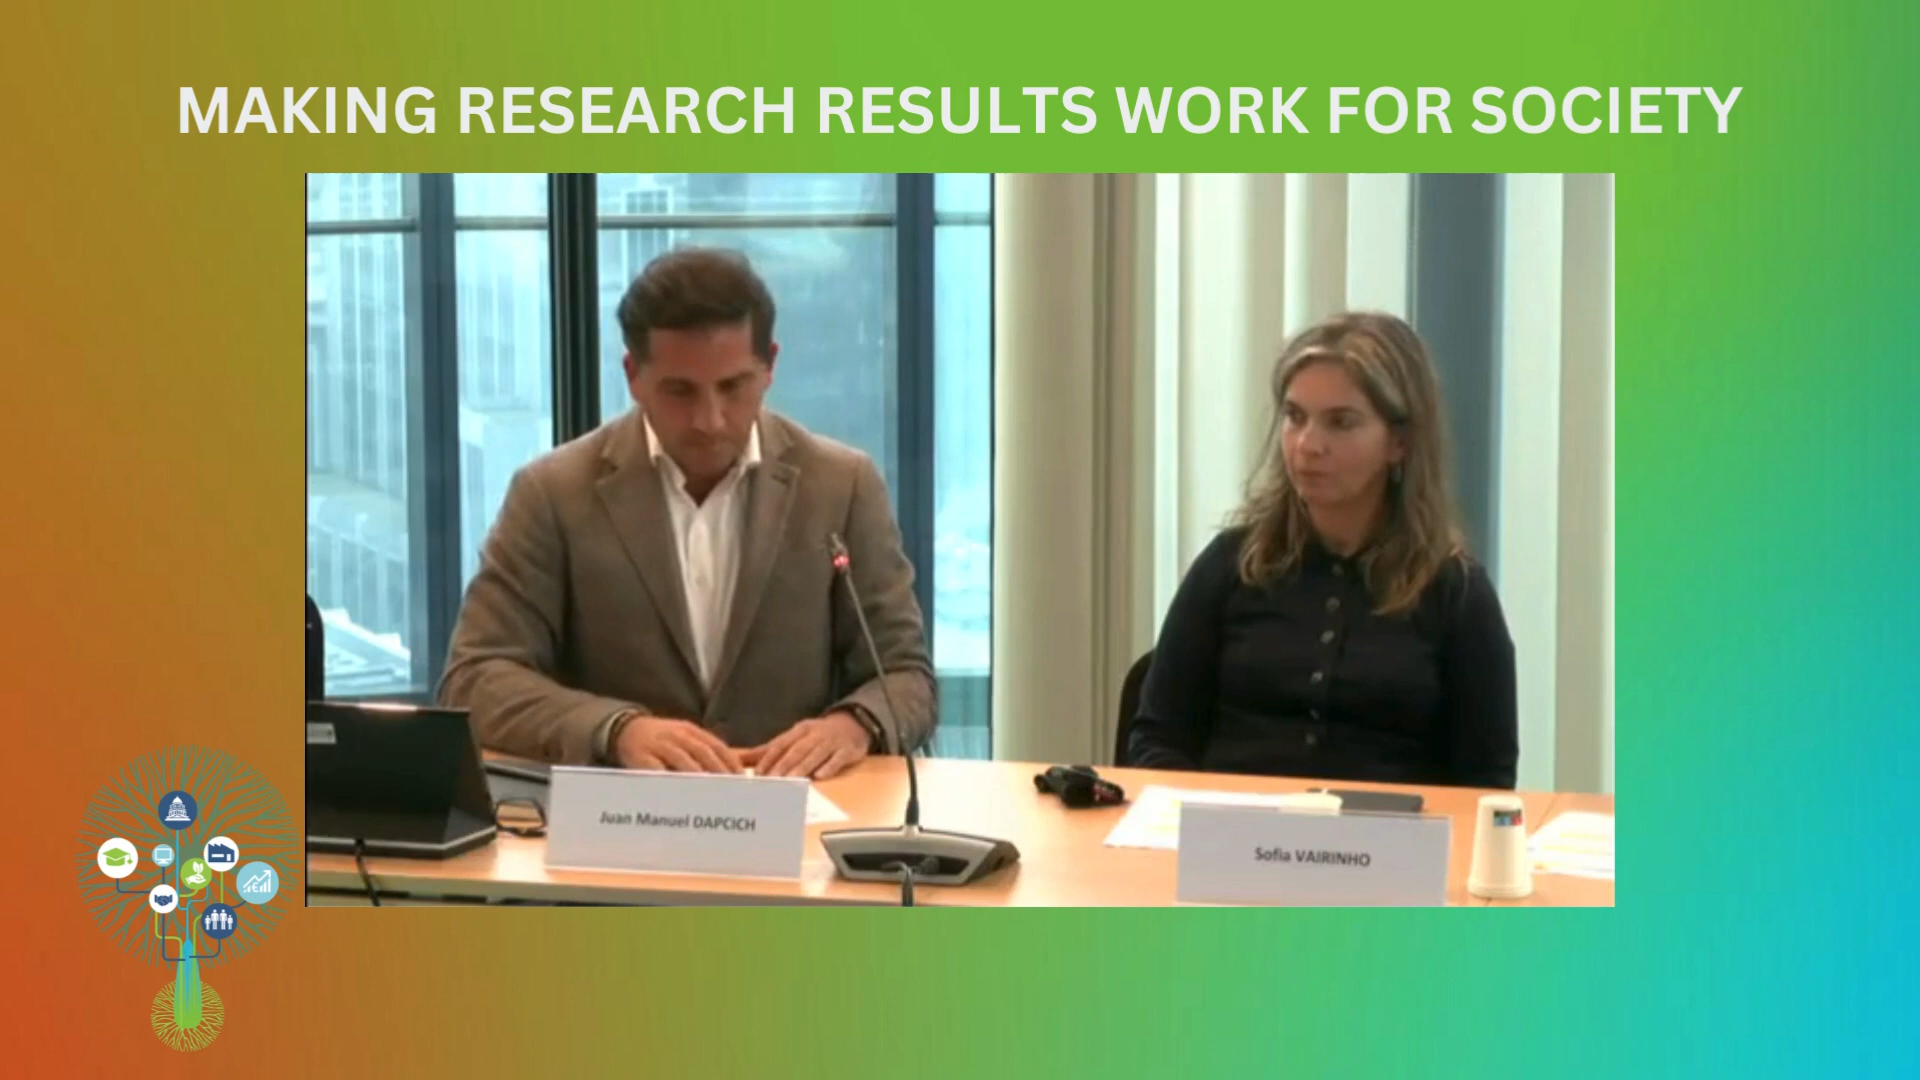 MAKING RESEARCH RESULTS WORK FOR SOCIETY
Juan Manuel DAPCICH
Sofia VAIRINHO